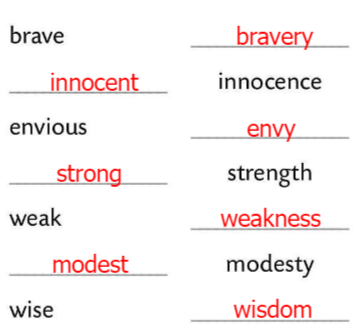 brave bravery
innocent innocence
envious envy
strong strength
weak weakness
modest modesty
wise wisdom